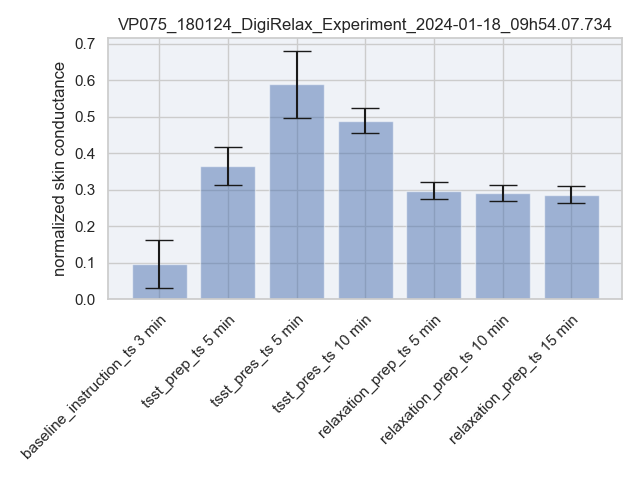 VP075_180124_DigiRelax_Experiment_2024-01-18_09h54.07.734
normalized skin conductance
0.7
0.6
0.5
0.4
0.3
0.2
0.1
0.0
baseline_instruction_ts 3 min
tsst_prep_ts 5 min
tsst_pres_ts 5 min
tsst_pres_ts 10 min
relaxation_prep_ts 5 min
relaxation_prep_ts 10 min
relaxation_prep_ts 15 min